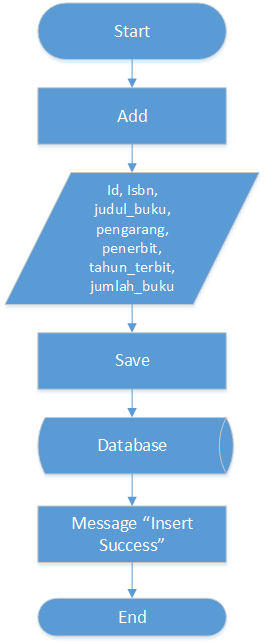 Start
Add
Id, Isbn,
judul_buku,
pengarang,
penerbit,
tahun_terbit,
jumlah_buku
Save
Database
Message “Insert
Success”
End